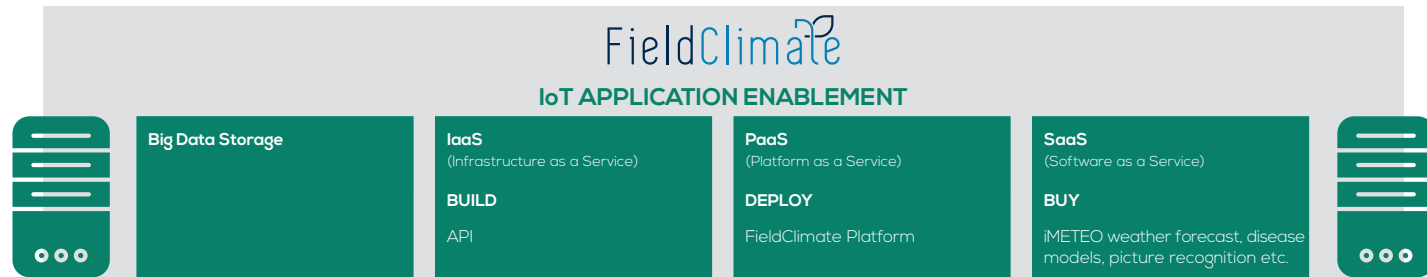 FieldClimate
IoT APPLICATION ENABLEMENT
Big Data Storage
IaaS
(Infrastructure as a Service)
BUILD
API
PaaS
(Platform as a Service)
DEPLOY
FieldClimate Platform
SaaS
(Software as a Service)
BUY
iMETEO weather forecast, disease
models, picture recognition etc.